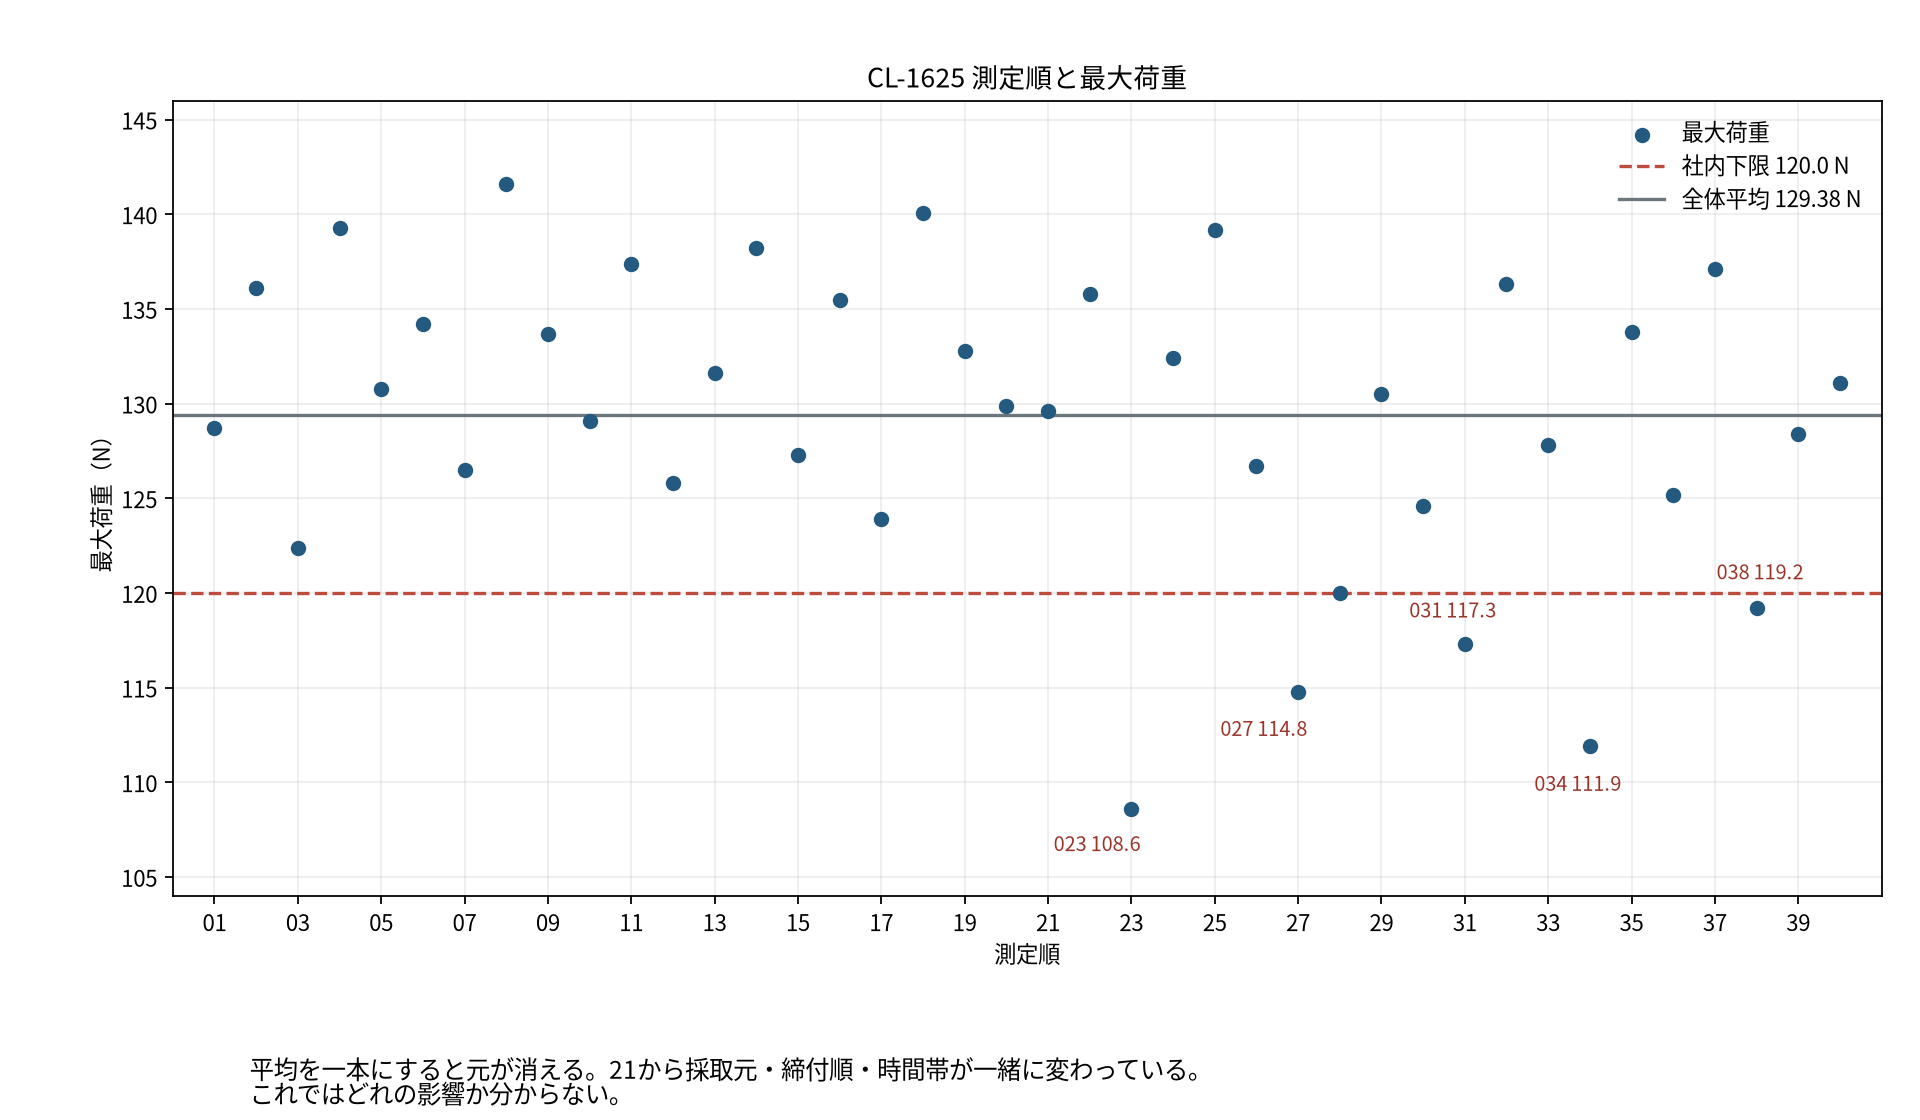 CL-1625 測定順と最大荷重
最大荷重
社内下限 120.0 N
全体平均 129.38 N
最大荷重（N）
145
140
135
130
125
120
115
110
105
038 119.2
031 117.3
027 114.8
034 111.9
023 108.6
01 03 05 07 09 11 13 15 17 19 21 23 25 27 29 31 33 35 37 39
測定順
平均を一本にすると元が消える。21から採取元・締付順・時間帯が一緒に変わっている。
これではどれの影響か分からない。